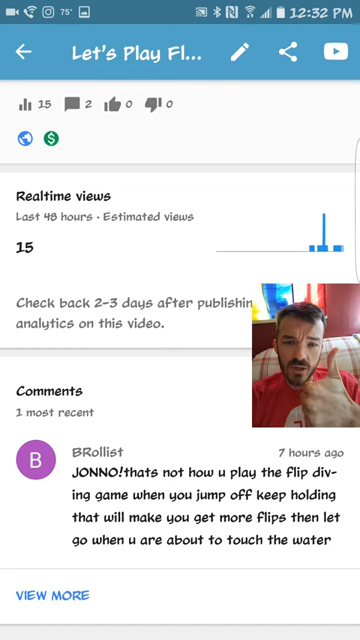 75° 12:32 PM
Let's Play Fl...
15 2 0 0
Realtime views
Last 48 hours • Estimated views
15
Check back 2-3 days after publishin
analytics on this video.
Comments
1 most recent
B
BRollist 7 hours ago
JONNO!thats not how u play the flip div-
ing game when you jump off keep holding
that will make you get more flips then let
go when u are about to touch the water
VIEW MORE